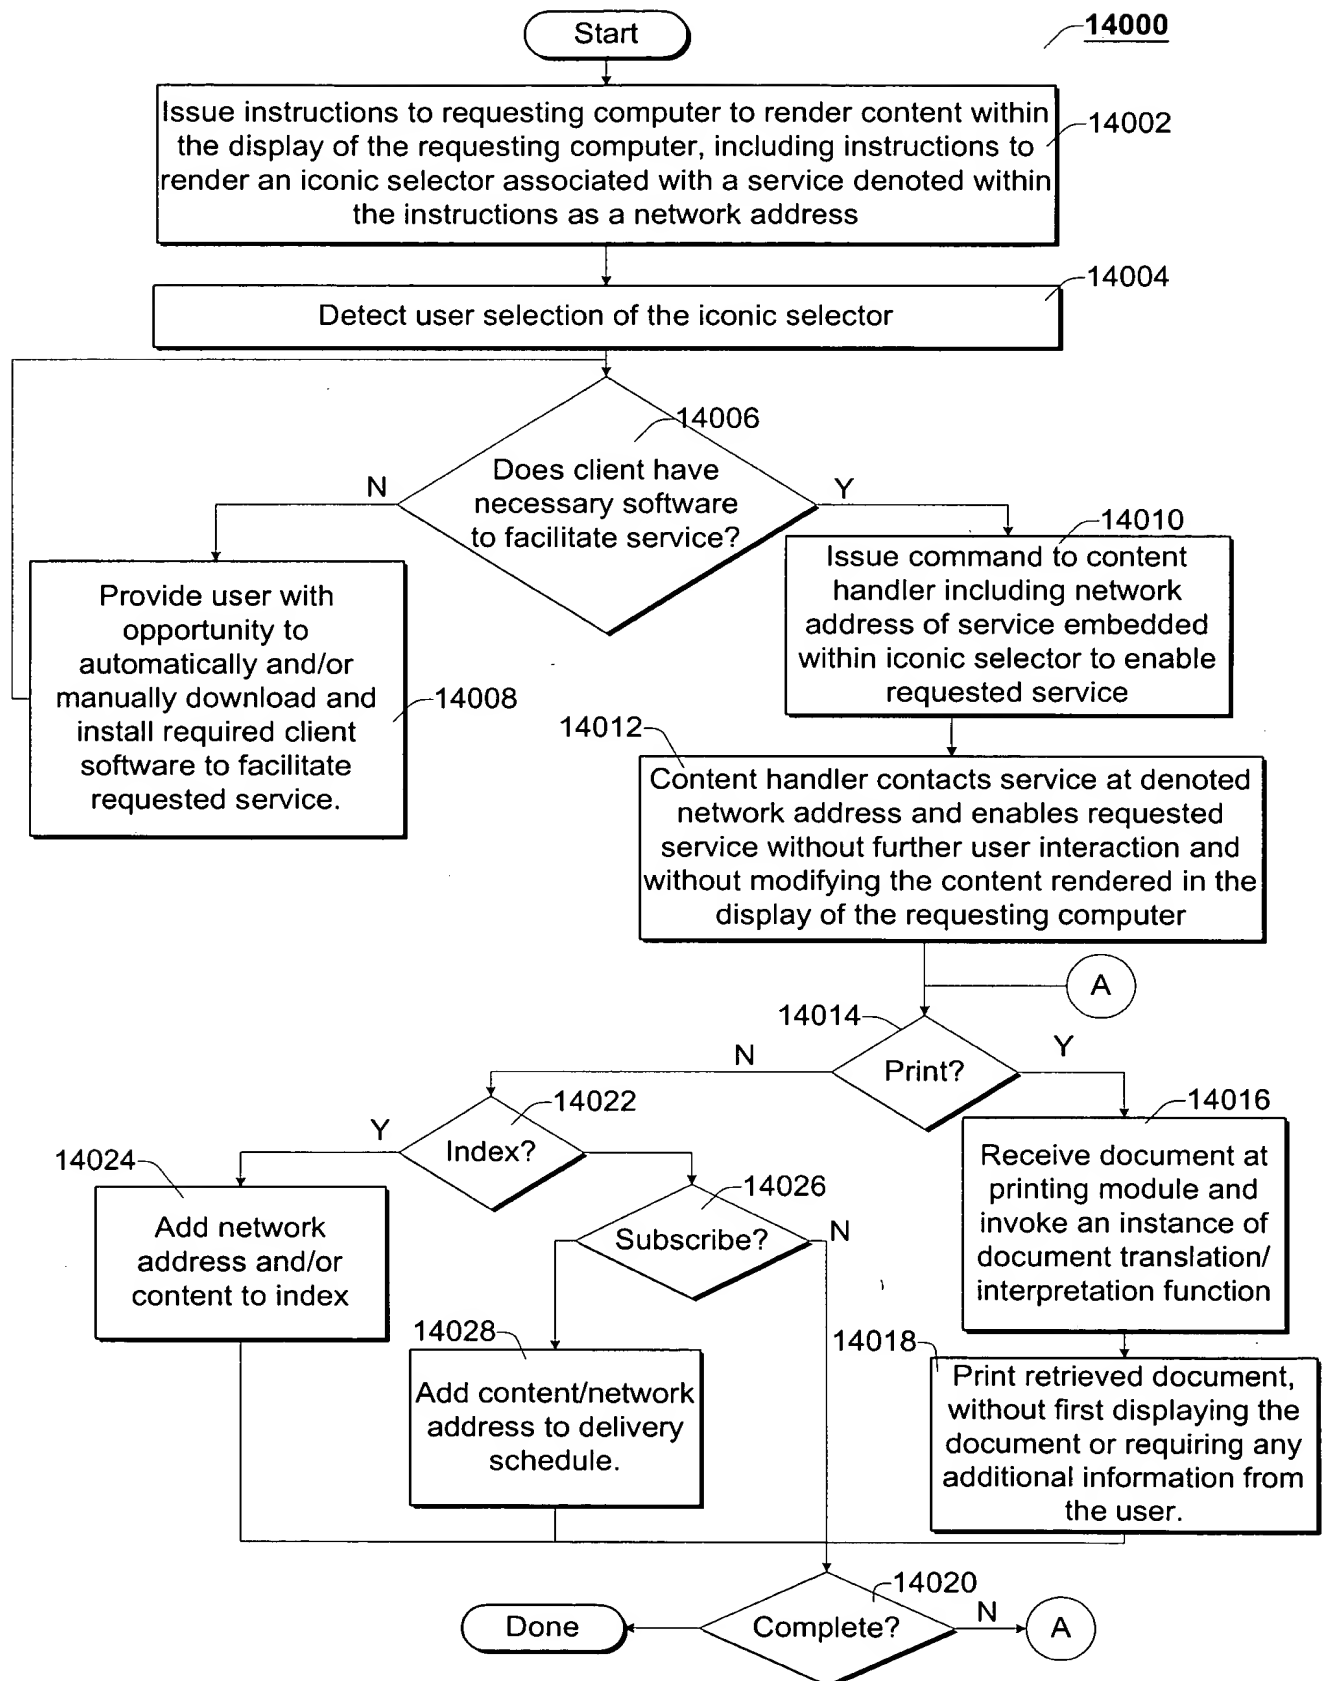 Start
14000
Issue instructions to requesting computer to render content within
the display of the requesting computer, including instructions to
render an iconic selector associated with a service denoted within
the instructions as a network address
14002
14004
Detect user selection of the iconic selector
14006
Does client have
necessary software
to facilitate service?
N
Y
14010
Issue command to content
handler including network
address of service embedded
within iconic selector to enable
requested service
Provide user with
opportunity to
automatically and/or
manually download and
install required client
software to facilitate
requested service.
14008
14012
Content handler contacts service at denoted
network address and enables requested
service without further user interaction and
without modifying the content rendered in the
display of the requesting computer
A
14014
Print?
N
Y
14016
Receive document at
printing module and
invoke an instance of
document translation/
interpretation function
14022
Index?
Y
14024
Add network
address and/or
content to index
14026
Subscribe?
N
14028
Add content/network
address to delivery
schedule.
14018
Print retrieved document,
without first displaying the
document or requiring any
additional information from
the user.
14020
Complete?
N
A
Done